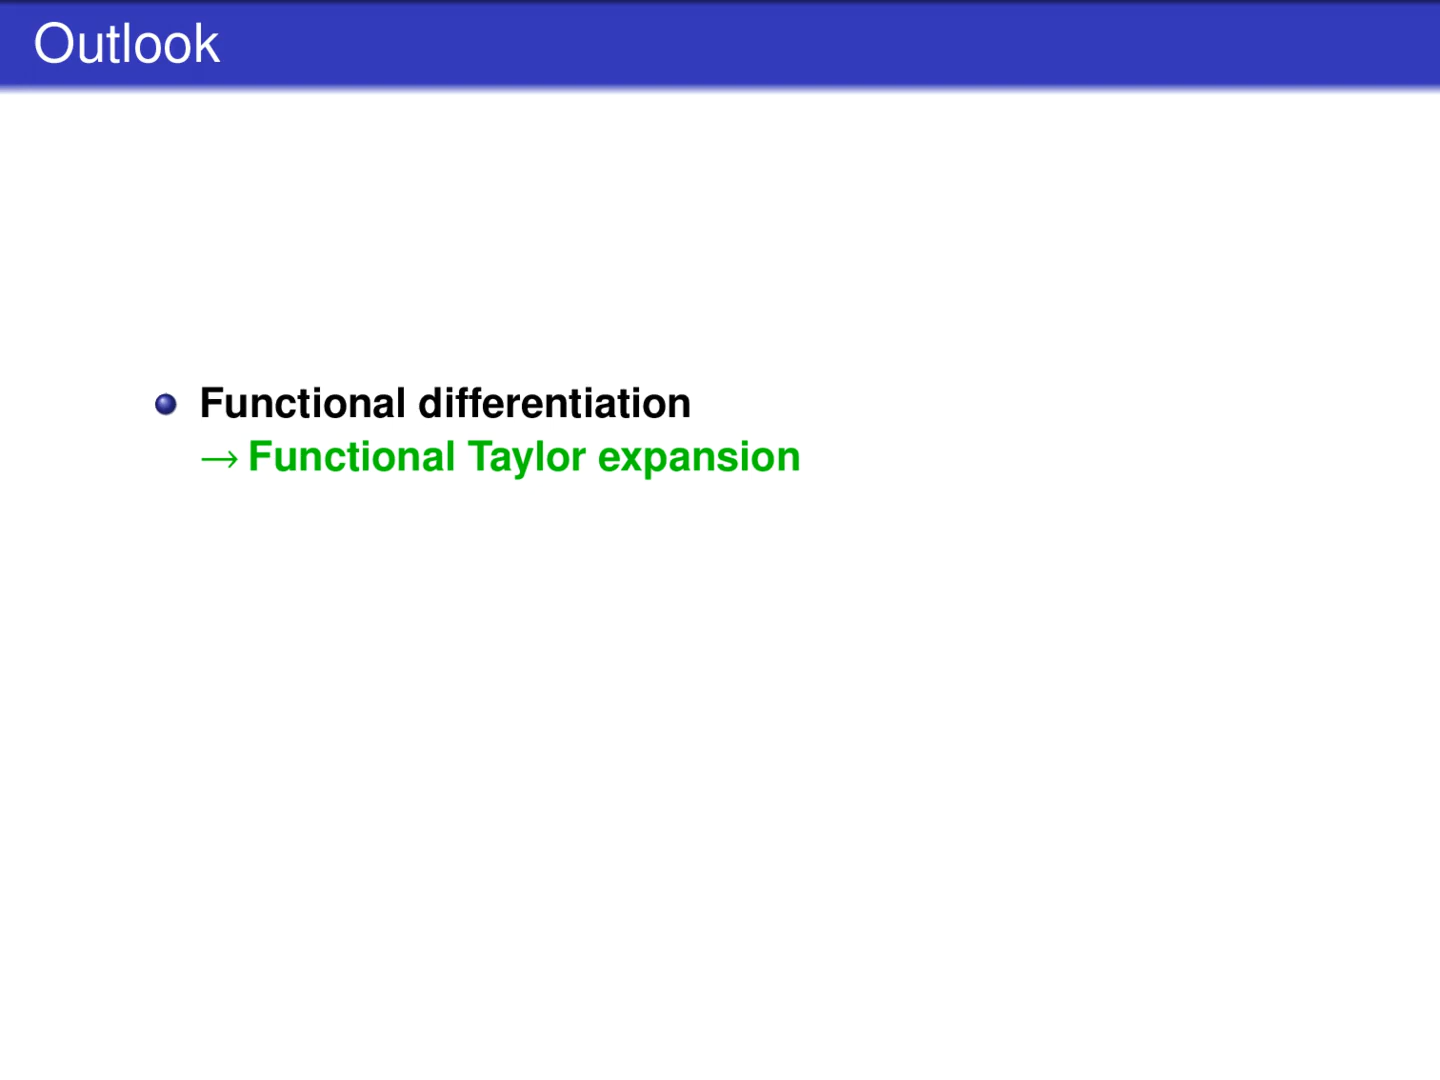 Outlook
Functional differentiation
→ Functional Taylor expansion